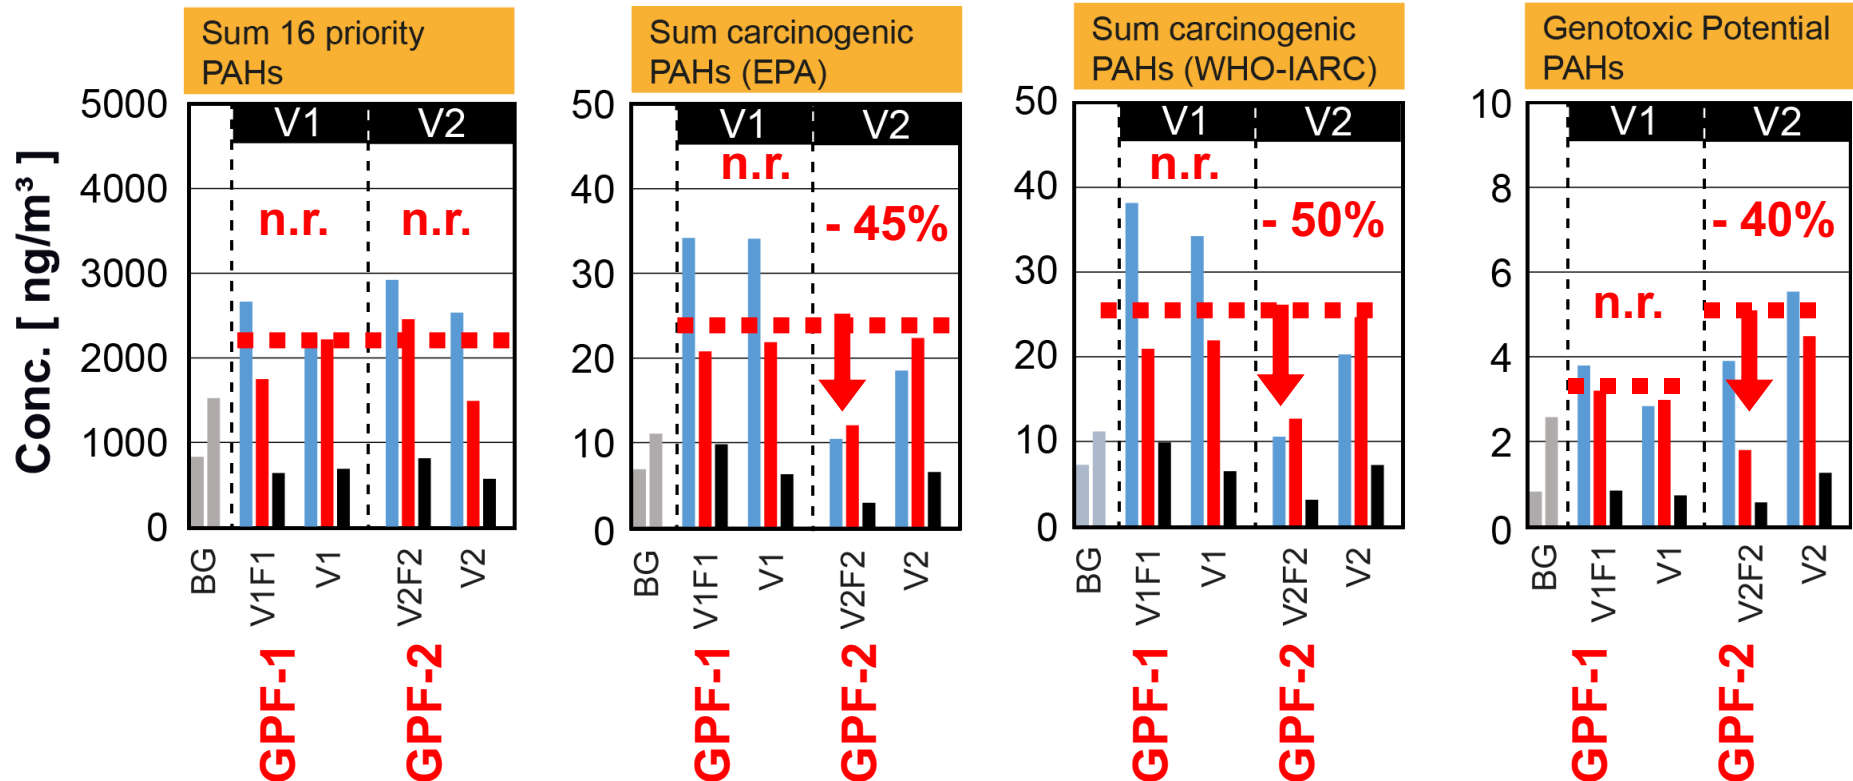 Sum 16 priority
PAHs
Sum carcinogenic
PAHs (EPA)
Sum carcinogenic
PAHs (WHO-IARC)
Genotoxic Potential
PAHs
Conc. [ ng/m³ ]
5000
4000
3000
2000
1000
0
V1
V2
n.r.
n.r.
BG
V1F1
V1
V2F2
V2
GPF-1
GPF-2
50
40
30
20
10
0
V1
V2
n.r.
- 45%
BG
V1F1
V1
V2F2
V2
GPF-1
GPF-2
50
40
30
20
10
0
V1
V2
n.r.
- 50%
BG
V1F1
V1
V2F2
V2
GPF-1
GPF-2
10
8
6
4
2
0
V1
V2
- 40%
n.r.
BG
V1F1
V1
V2F2
V2
GPF-1
GPF-2